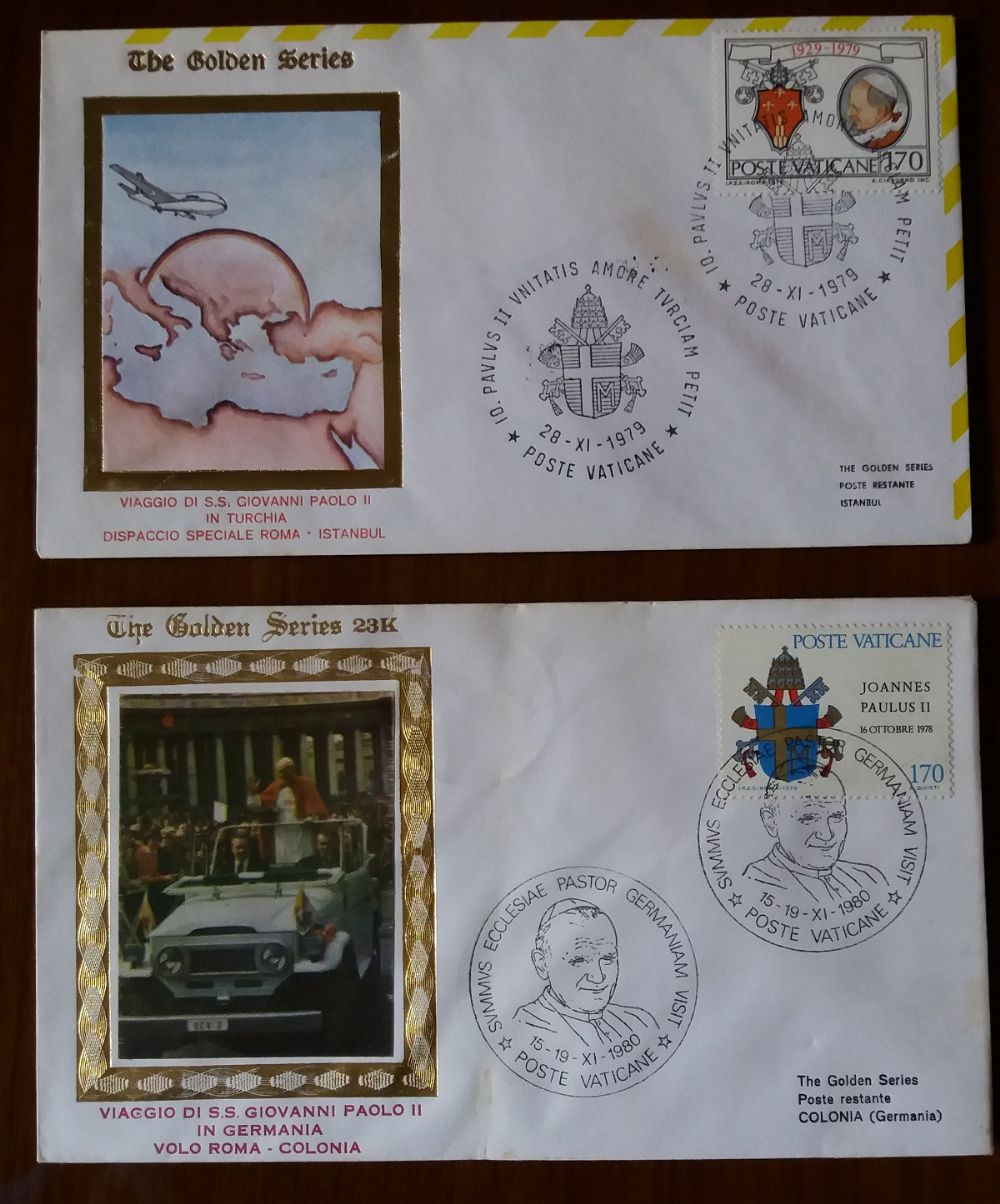 The Golden Series
1929-1979
POSTE VATICANE 170
I.P.Z.S.-ROMA-1979
IO. PAVLVS II VNITATIS AMORE TVRCIAM PETIT
28-XI-1979
★ POSTE VATICANE ★
IO. PAVLVS II VNITATIS AMORE TVRCIAM PETIT
28-XI-1979
★ POSTE VATICANE ★
THE GOLDEN SERIES
POSTE RESTANTE
ISTANBUL
VIAGGIO DI S.S. GIOVANNI PAOLO II
IN TURCHIA
DISPACCIO SPECIALE ROMA - ISTANBUL
The Golden Series 23K
POSTE VATICANE
JOANNES
PAULUS II
16 OTTOBRE 1978
170
I.P.Z.S.-ROMA-1979
SVMMVS ECCLESIAE PASTOR GERMANIAM VISIT
15-19-XI-1980
☆ POSTE VATICANE ☆
SVMMVS ECCLESIAE PASTOR GERMANIAM VISIT
15-19-XI-1980
☆ POSTE VATICANE ☆
The Golden Series
Poste restante
COLONIA (Germania)
VIAGGIO DI S.S. GIOVANNI PAOLO II
IN GERMANIA
VOLO ROMA - COLONIA